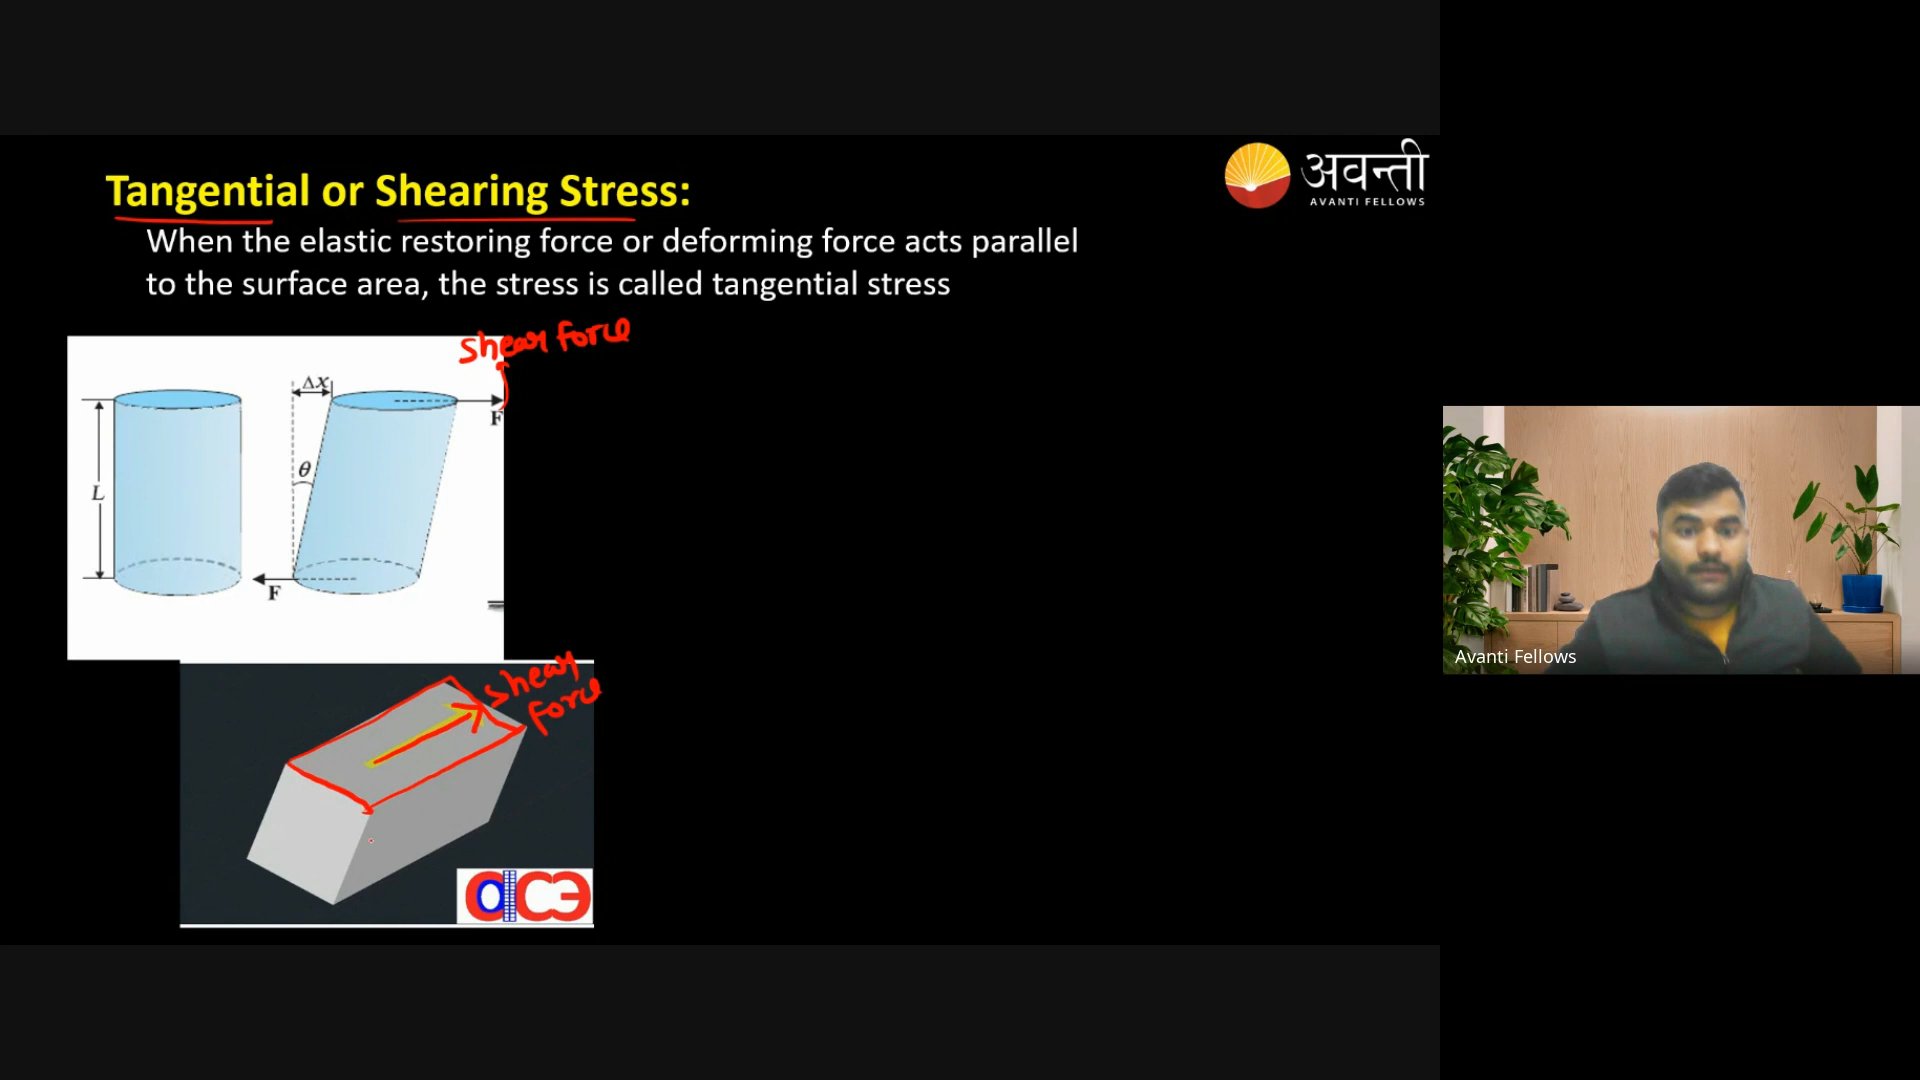 अवन्ती
AVANTI FELLOWS
Tangential or Shearing Stress:
When the elastic restoring force or deforming force acts parallel
to the surface area, the stress is called tangential stress
Shear force
Δx
F
θ
L
F
Shear
force
Avanti Fellows